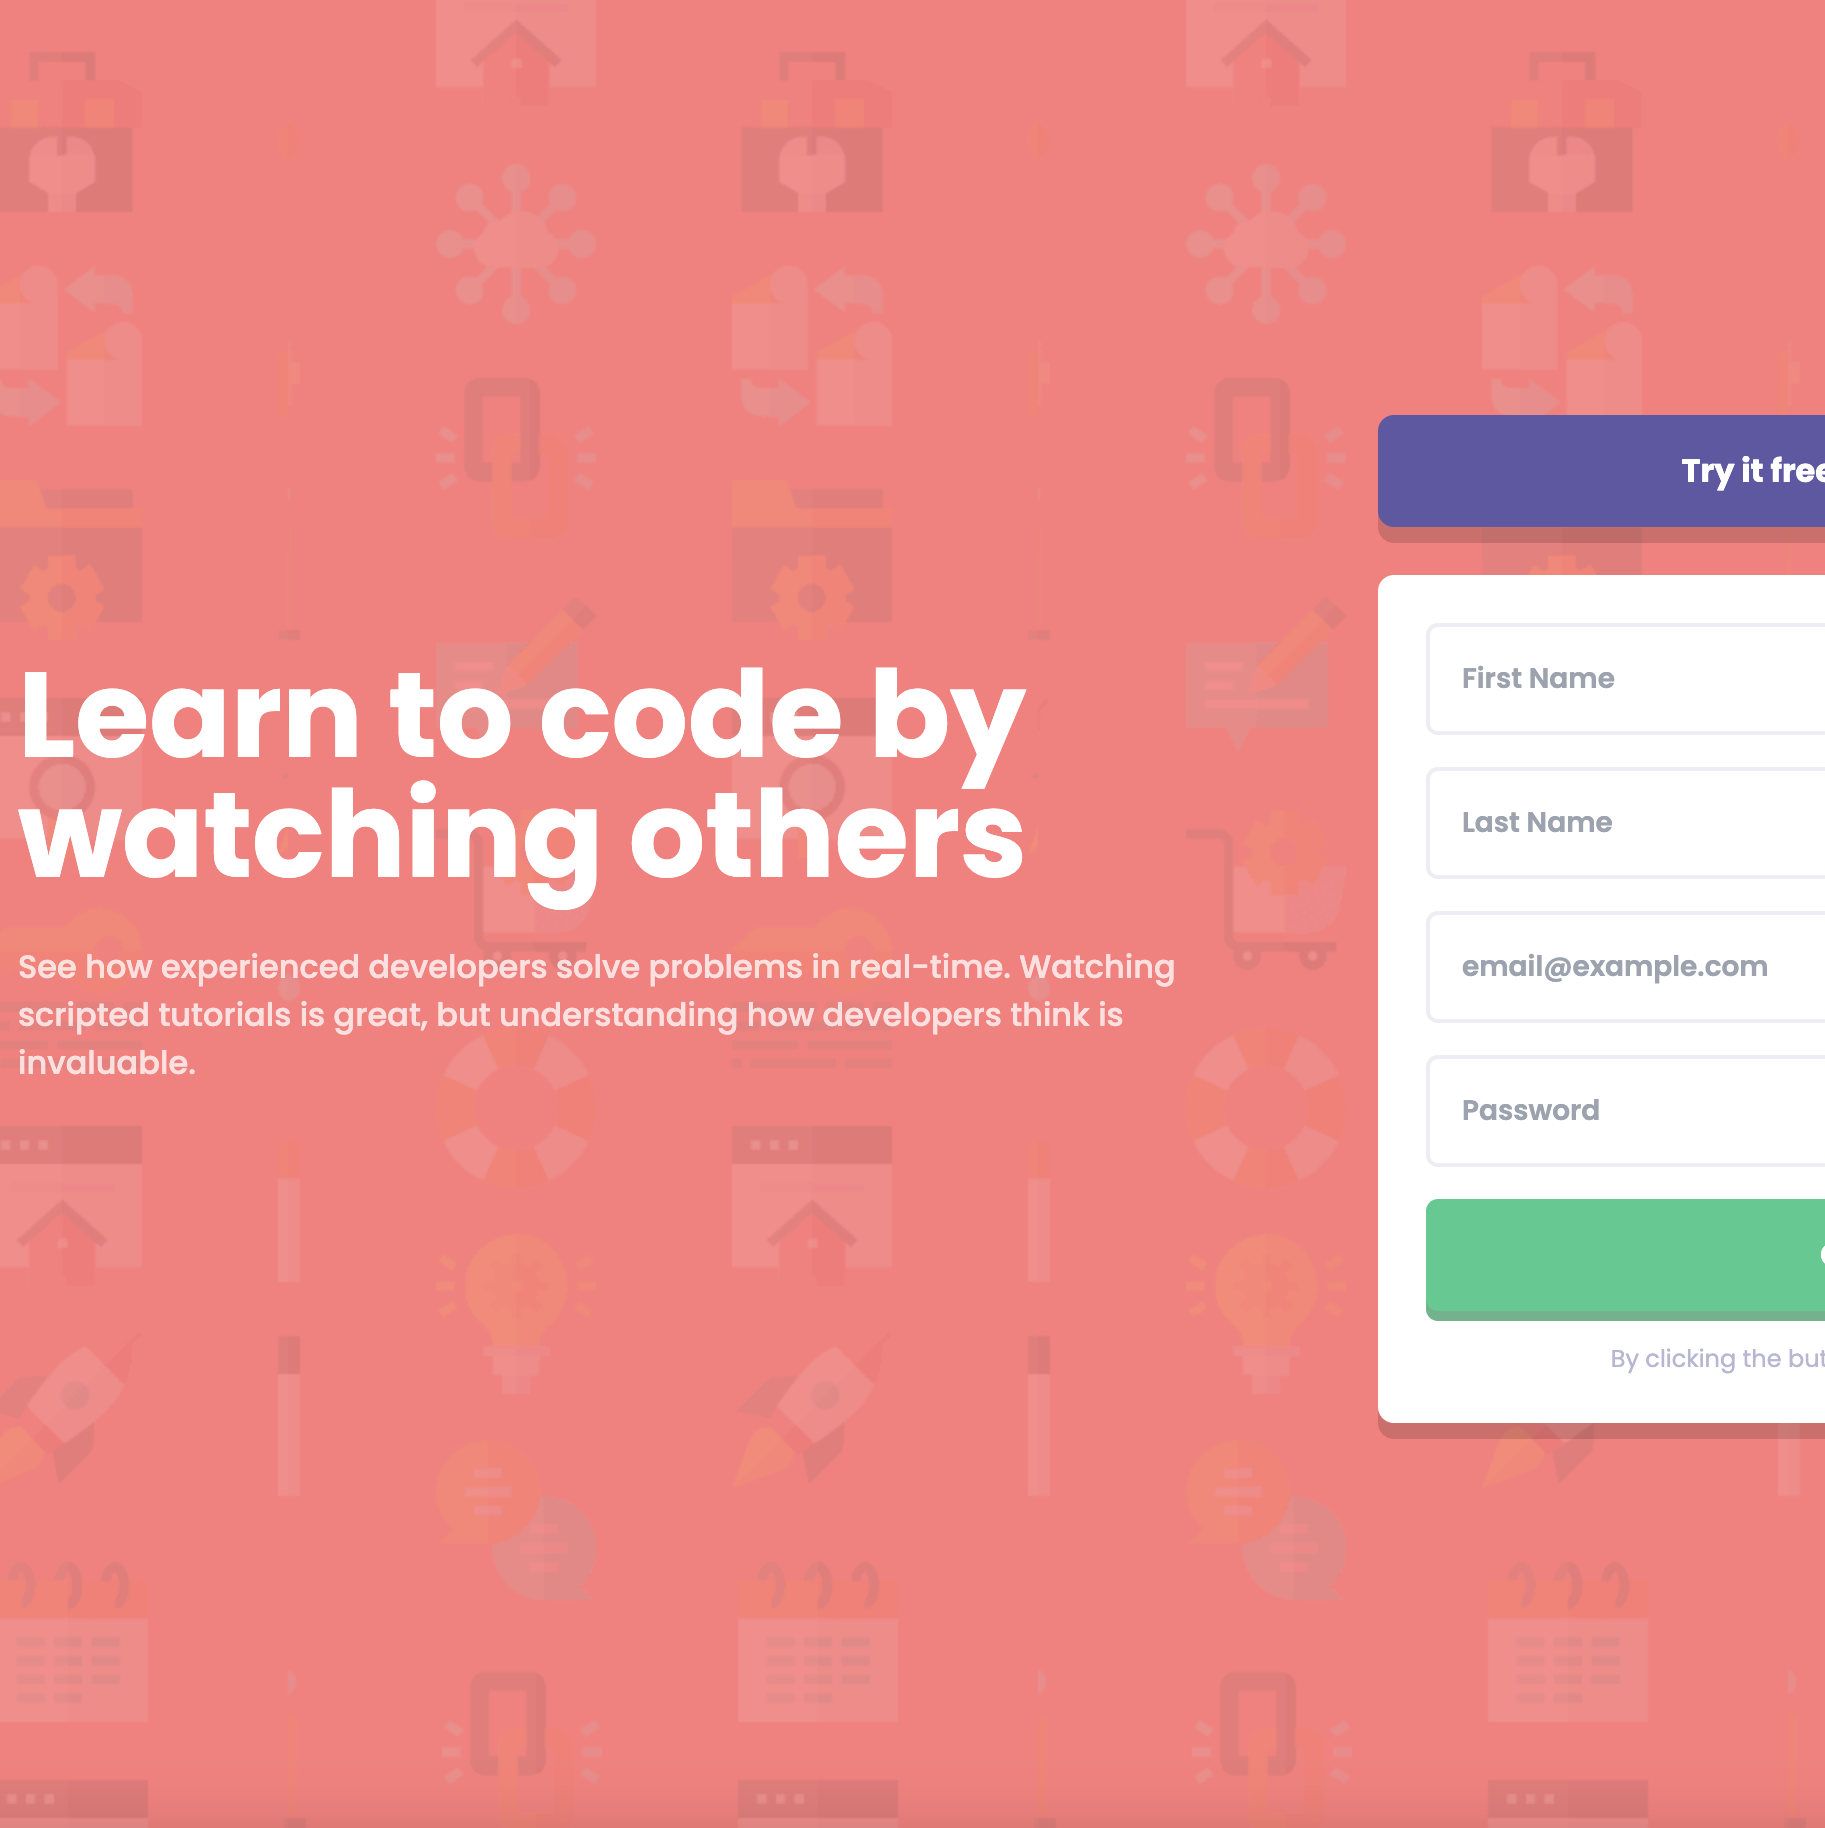 Try it free
First Name
Learn to code by
watching others
Last Name
See how experienced developers solve problems in real-time. Watching
scripted tutorials is great, but understanding how developers think is
invaluable.
email@example.com
Password
By clicking the but